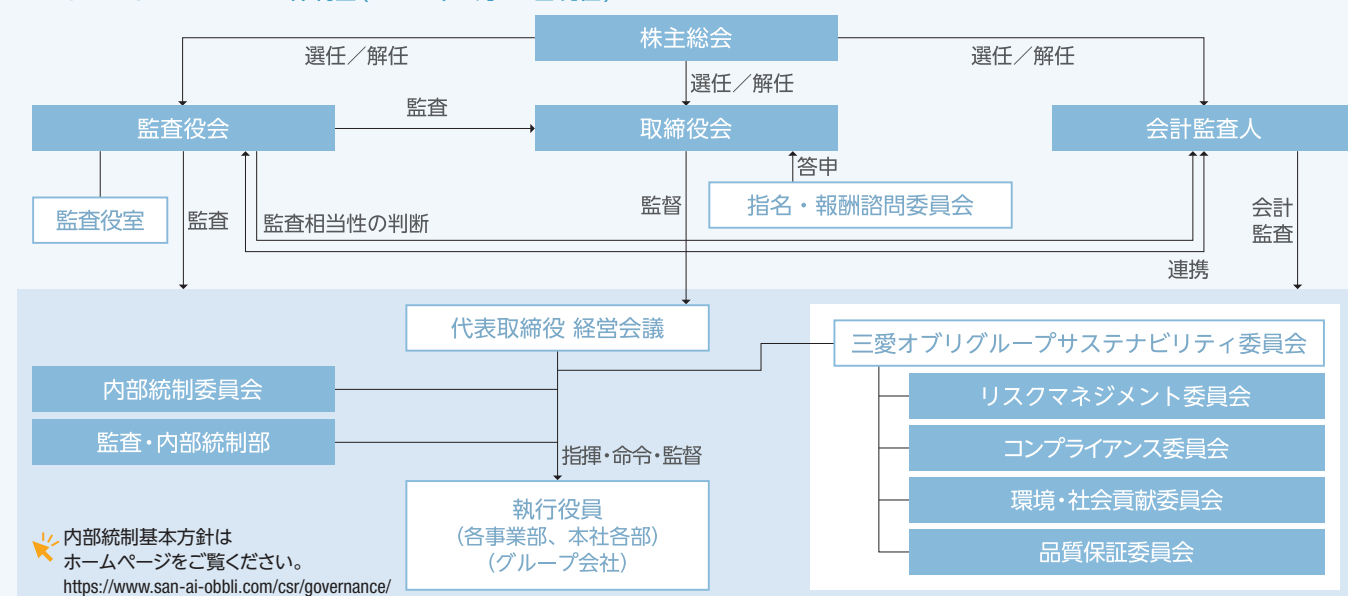 株主総会
選任／解任
選任／解任
選任／解任
監査役会
監査
取締役会
会計監査人
答申
監査役室
監査
監査相当性の判断
監督
指名・報酬諮問委員会
会計
監査
連携
代表取締役 経営会議
三愛オブリグループサステナビリティ委員会
内部統制委員会
リスクマネジメント委員会
監査・内部統制部
コンプライアンス委員会
指揮・命令・監督
環境・社会貢献委員会
執行役員
(各事業部、本社各部)
(グループ会社)
品質保証委員会
内部統制基本方針は
ホームページをご覧ください。
https://www.san-ai-obbli.com/csr/governance/